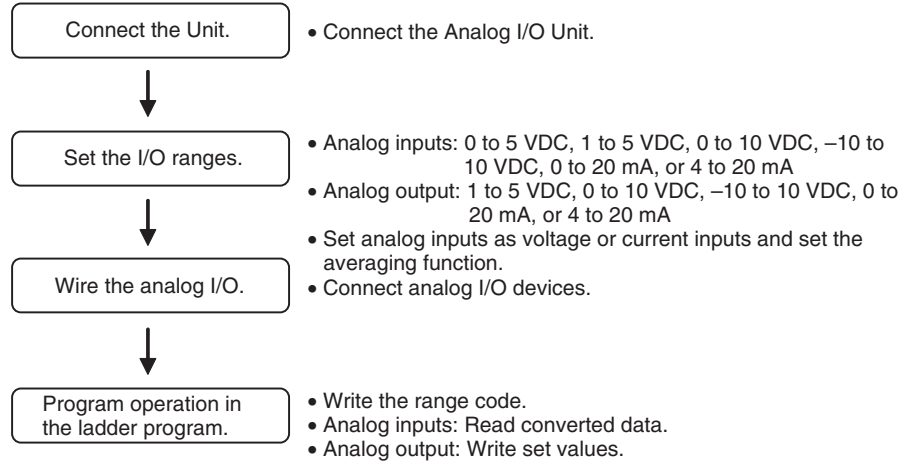 Connect the Unit.
• Connect the Analog I/O Unit.
Set the I/O ranges.
• Analog inputs: 0 to 5 VDC, 1 to 5 VDC, 0 to 10 VDC, –10 to
10 VDC, 0 to 20 mA, or 4 to 20 mA
• Analog output: 1 to 5 VDC, 0 to 10 VDC, –10 to 10 VDC, 0 to
20 mA, or 4 to 20 mA
• Set analog inputs as voltage or current inputs and set the
averaging function.
Wire the analog I/O.
• Connect analog I/O devices.
Program operation in
the ladder program.
• Write the range code.
• Analog inputs: Read converted data.
• Analog output: Write set values.